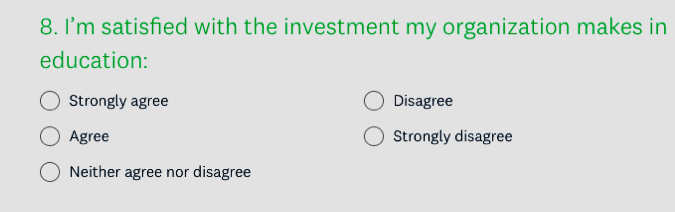 8. I'm satisfied with the investment my organization makes in
education:
Strongly agree
Agree
Neither agree nor disagree
Disagree
Strongly disagree